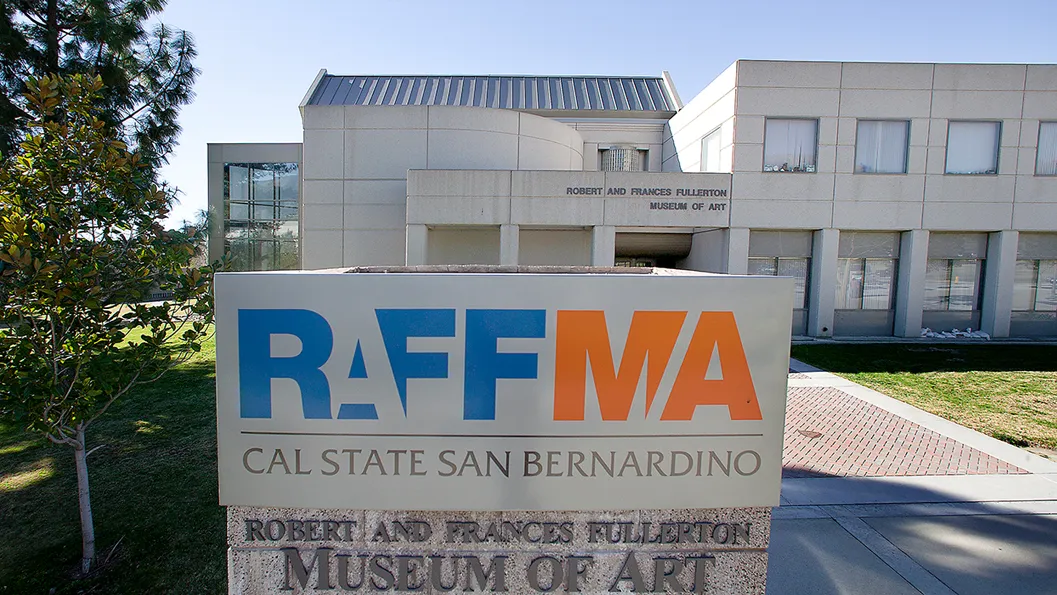 ROBERT AND FRANCES FULLERTON
MUSEUM OF ART
RAFFMA
CAL STATE SAN BERNARDINO
ROBERT AND FRANCES FULLERTON
MUSEUM OF ART